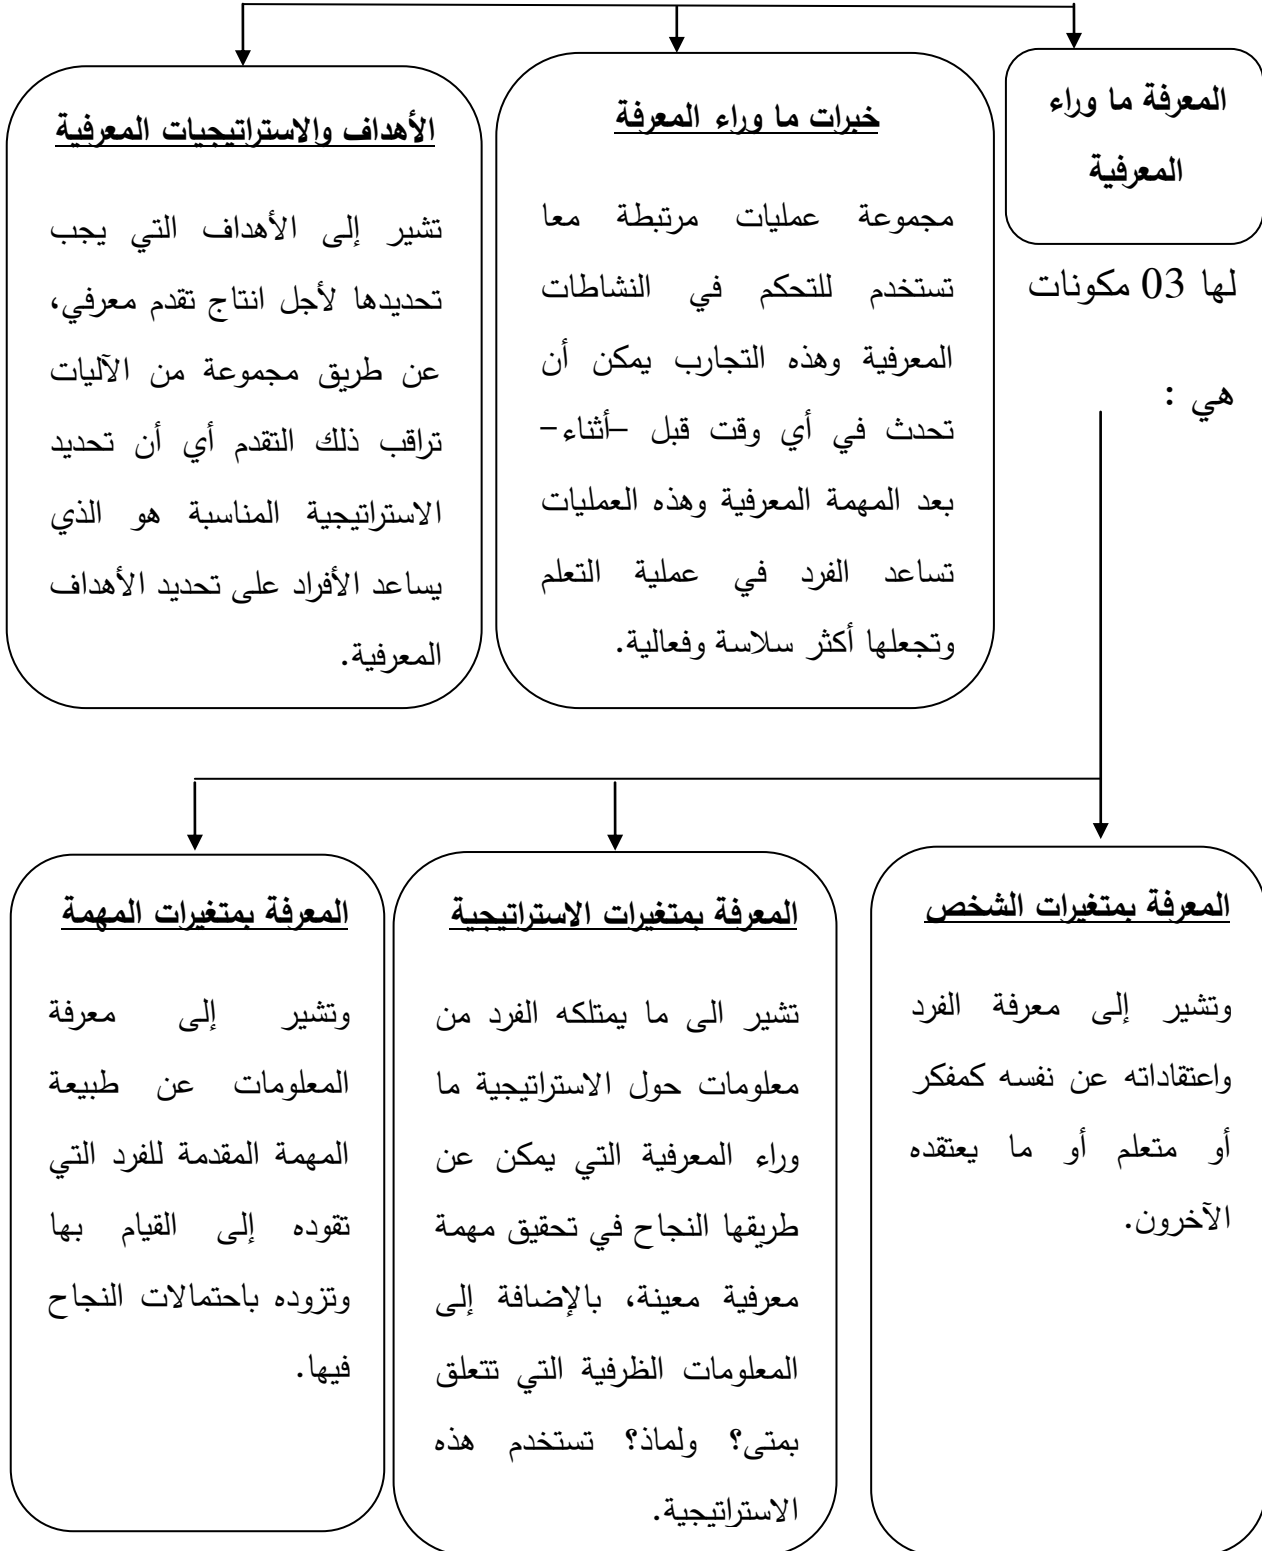 المعرفة ما وراء
المعرفية
لها 03 مكونات
هي :
خبرات ما وراء المعرفة
مجموعة عمليات مرتبطة معا
تستخدم للتحكم في النشاطات
المعرفية وهذه التجارب يمكن أن
تحدث في أي وقت قبل –أثناء-
بعد المهمة المعرفية وهذه العمليات
تساعد الفرد في عملية التعلم
وتجعلها أكثر سلاسة وفعالية.
الأهداف والاستراتيجيات المعرفية
تشير إلى الأهداف التي يجب
تحديدها لأجل انتاج تقدم معرفي،
عن طريق مجموعة من الآليات
تراقب ذلك التقدم أي أن تحديد
الاستراتيجية المناسبة هو الذي
يساعد الأفراد على تحديد الأهداف
المعرفية.
المعرفة بمتغيرات الشخص
وتشير إلى معرفة الفرد
واعتقاداته عن نفسه كمفكر
أو متعلم أو ما يعتقده
الآخرون.
المعرفة بمتغيرات الاستراتيجية
تشير الى ما يمتلكه الفرد من
معلومات حول الاستراتيجية ما
وراء المعرفية التي يمكن عن
طريقها النجاح في تحقيق مهمة
معرفية معينة، بالإضافة إلى
المعلومات الظرفية التي تتعلق
بمتى؟ ولماذ؟ تستخدم هذه
الاستراتيجية.
المعرفة بمتغيرات المهمة
وتشير إلى معرفة
المعلومات عن طبيعة
المهمة المقدمة للفرد التي
تقوده إلى القيام بها
وتزوده باحتمالات النجاح
فيها.